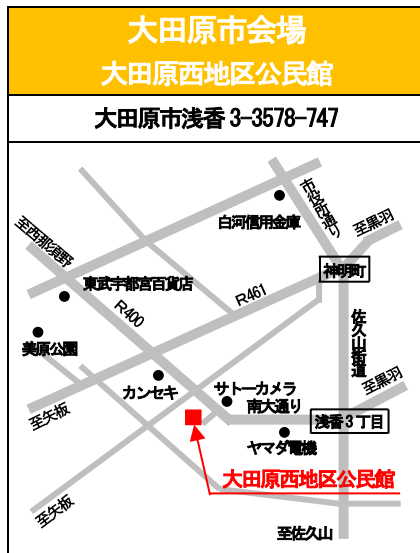 大田原市会場
大田原西地区公民館
大田原市浅香 3-3578-747
市役所通り
白河信用金庫
至黒羽
至西那須野
神明町
東武宇都宮百貨店
R461
R400
佐久山街道
美原公園
カンセキ
サトーカメラ
至黒羽
南大通り
至矢板
浅香３丁目
ヤマダ電機
大田原西地区公民館
至矢板
至佐久山